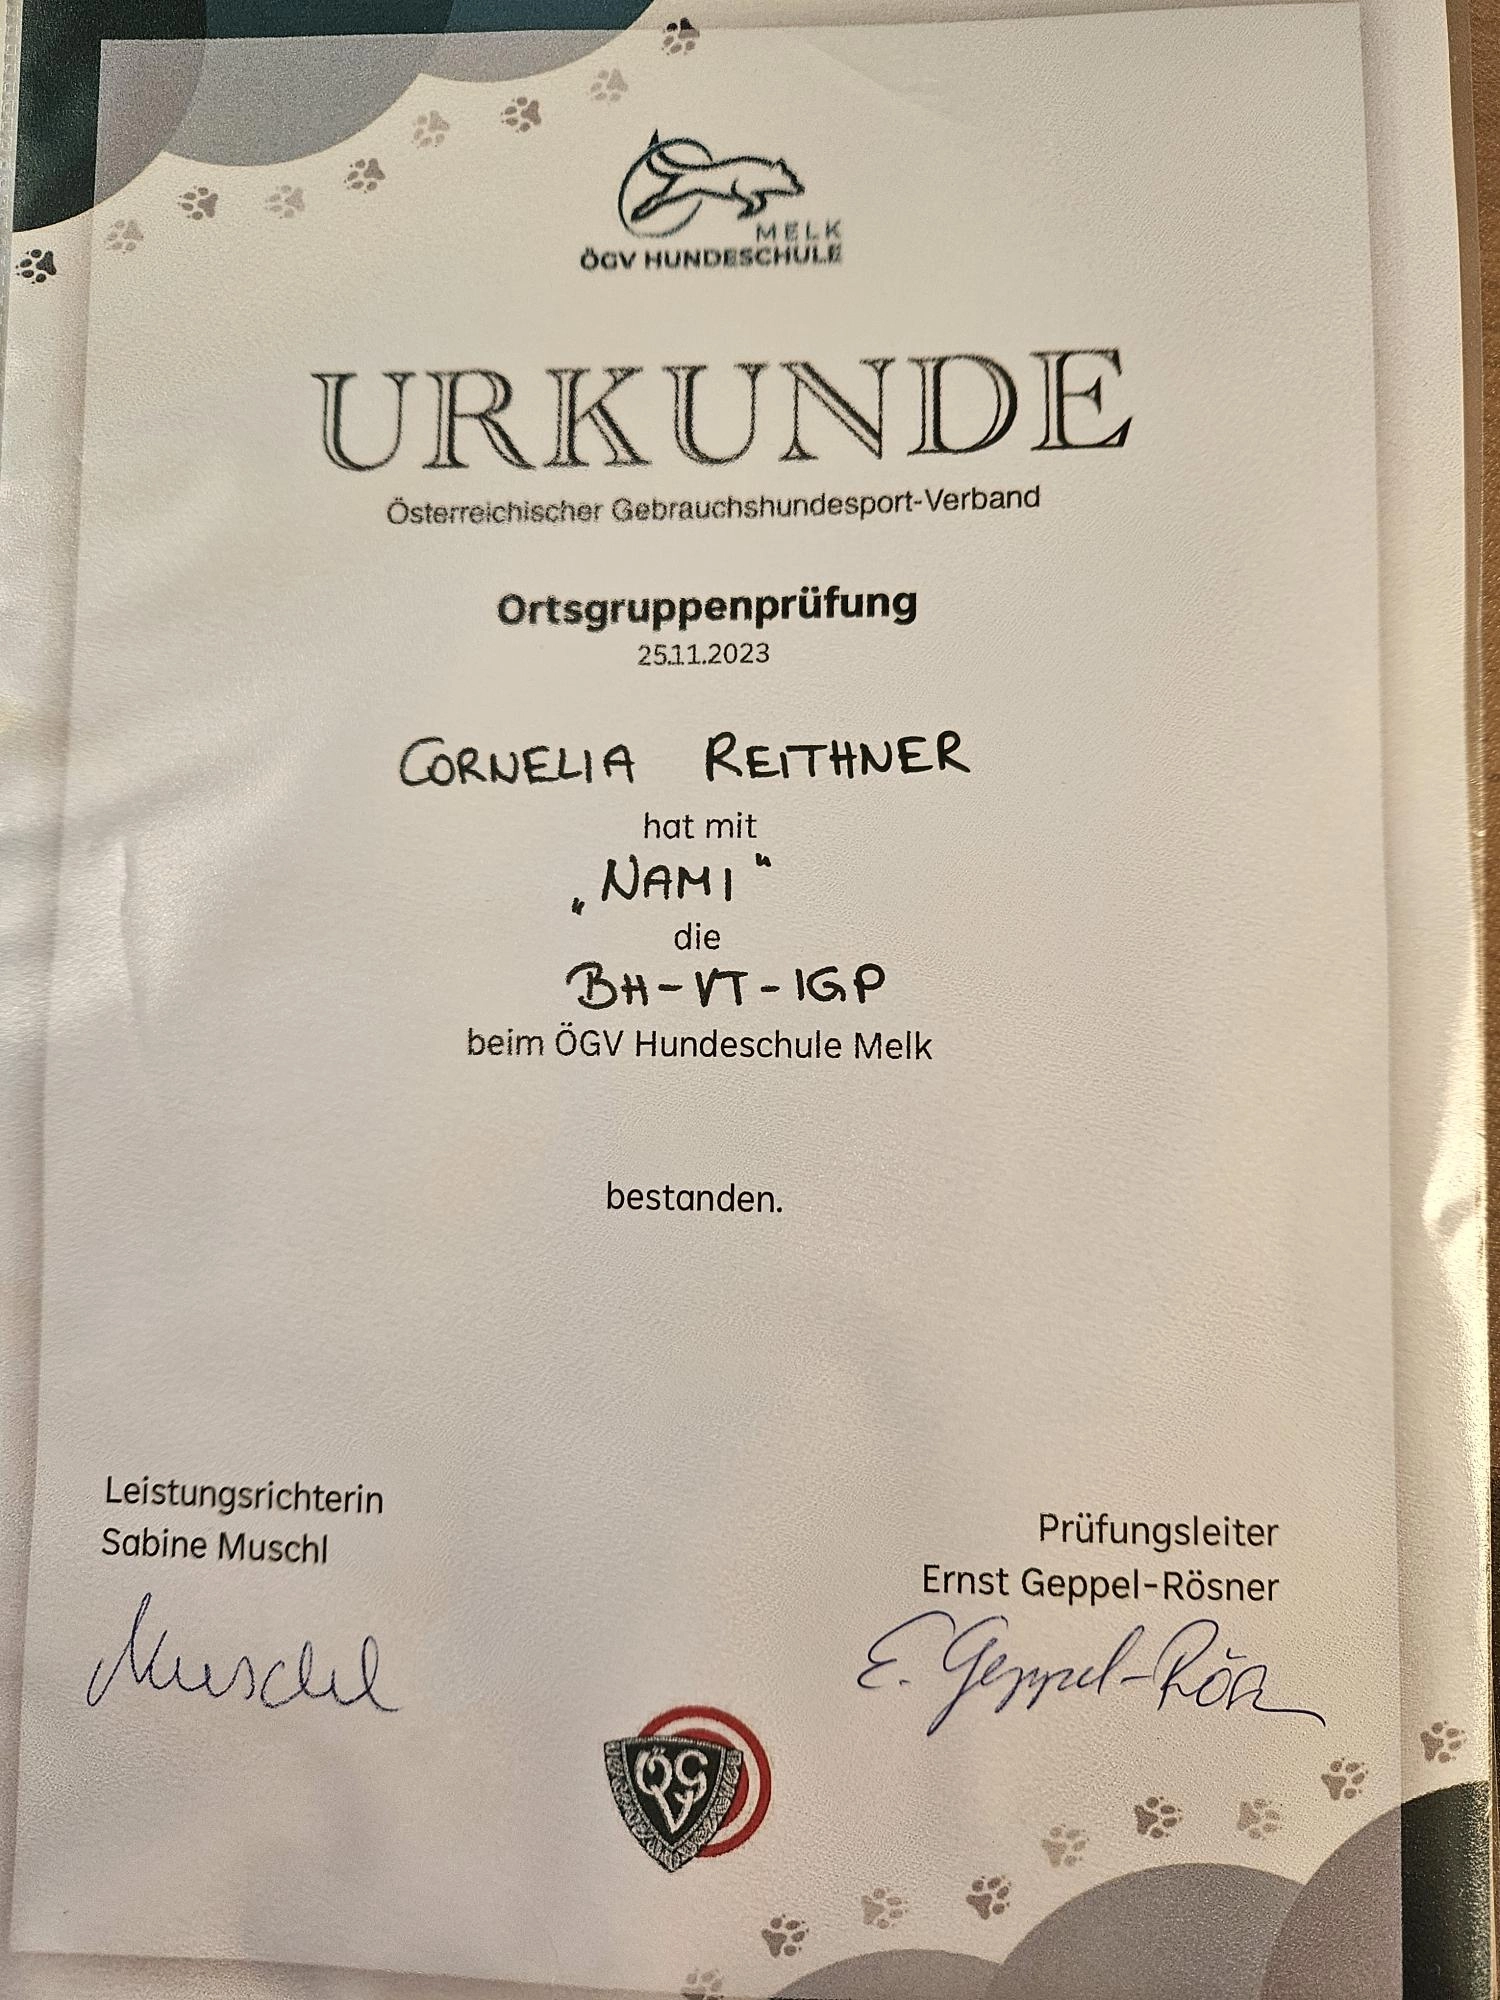 MELK
ÖGV HUNDESCHULE
URKUNDE
Österreichischer Gebrauchshundesport-Verband
Ortsgruppenprüfung
25.11.2023
CORNELIA REITHNER
hat mit
„NAMI“
die
BH-VT-IGP
beim ÖGV Hundeschule Melk
bestanden.
Leistungsrichterin
Sabine Muschl
Muschl
Prüfungsleiter
Ernst Geppel-Rösner
E. Geppel-Rös
ÖGV